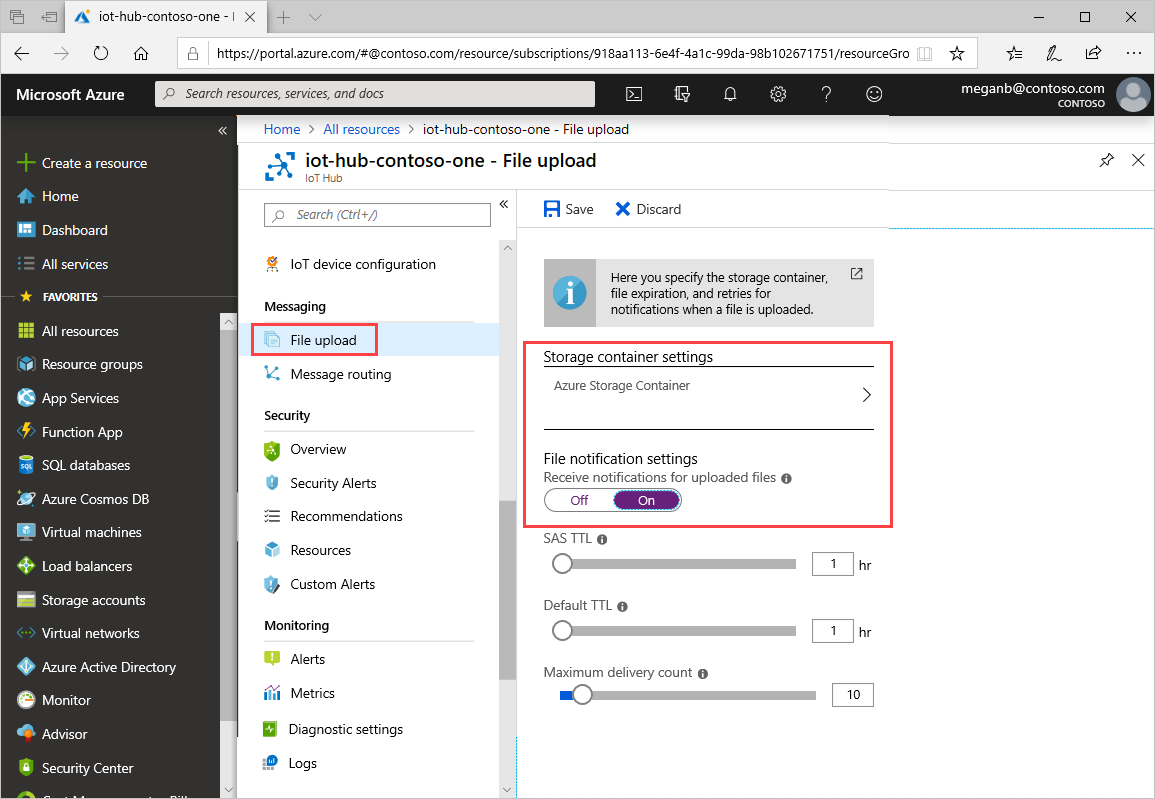 iot-hub-contoso-one -
https://portal.azure.com/#@contoso.com/resource/subscriptions/918aa113-6e4f-4a1c-99da-98b102671751/resourceGro
Microsoft Azure
Search resources, services, and docs
meganb@contoso.com
CONTOSO
Create a resource
Home
Dashboard
All services
FAVORITES
All resources
Resource groups
App Services
Function App
SQL databases
Azure Cosmos DB
Virtual machines
Load balancers
Storage accounts
Virtual networks
Azure Active Directory
Monitor
Advisor
Security Center
Home > All resources > iot-hub-contoso-one - File upload
iot-hub-contoso-one - File upload
IoT Hub
Search (Ctrl+/)
IoT device configuration
Messaging
File upload
Message routing
Security
Overview
Security Alerts
Recommendations
Resources
Custom Alerts
Monitoring
Alerts
Metrics
Diagnostic settings
Logs
Save
Discard
Here you specify the storage container,
file expiration, and retries for
notifications when a file is uploaded.
Storage container settings
Azure Storage Container
File notification settings
Receive notifications for uploaded files
Off On
SAS TTL
1 hr
Default TTL
1 hr
Maximum delivery count
10